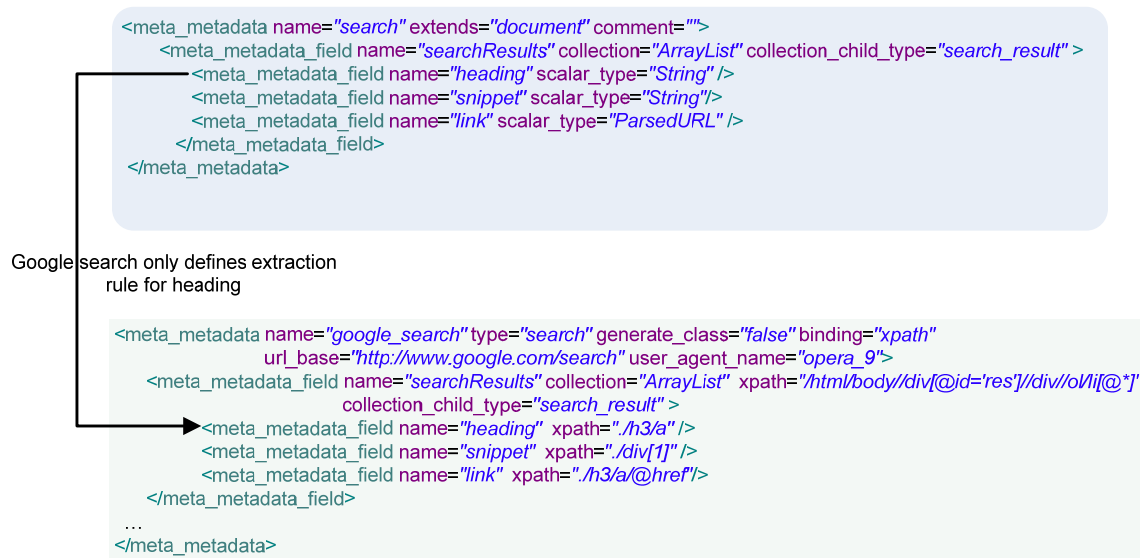 <meta_metadata name="search" extends="document" comment="">
<meta_metadata_field name="searchResults" collection="ArrayList" collection_child_type="search_result" >
<meta_metadata_field name="heading" scalar_type="String" />
<meta_metadata_field name="snippet" scalar_type="String"/>
<meta_metadata_field name="link" scalar_type="ParsedURL" />
</meta_metadata_field>
</meta_metadata>
Google search only defines extraction
rule for heading
<meta_metadata name="google_search" type="search" generate_class="false" binding="xpath"
url_base="http://www.google.com/search" user_agent_name="opera_9">
<meta_metadata_field name="searchResults" collection="ArrayList" xpath="/html/body//div[@id='res']//div//ol/li[@*]"
collection_child_type="search_result" >
<meta_metadata_field name="heading" xpath="./h3/a" />
<meta_metadata_field name="snippet" xpath="./div[1]" />
<meta_metadata_field name="link" xpath="./h3/a/@href"/>
</meta_metadata_field>
...
</meta_metadata>